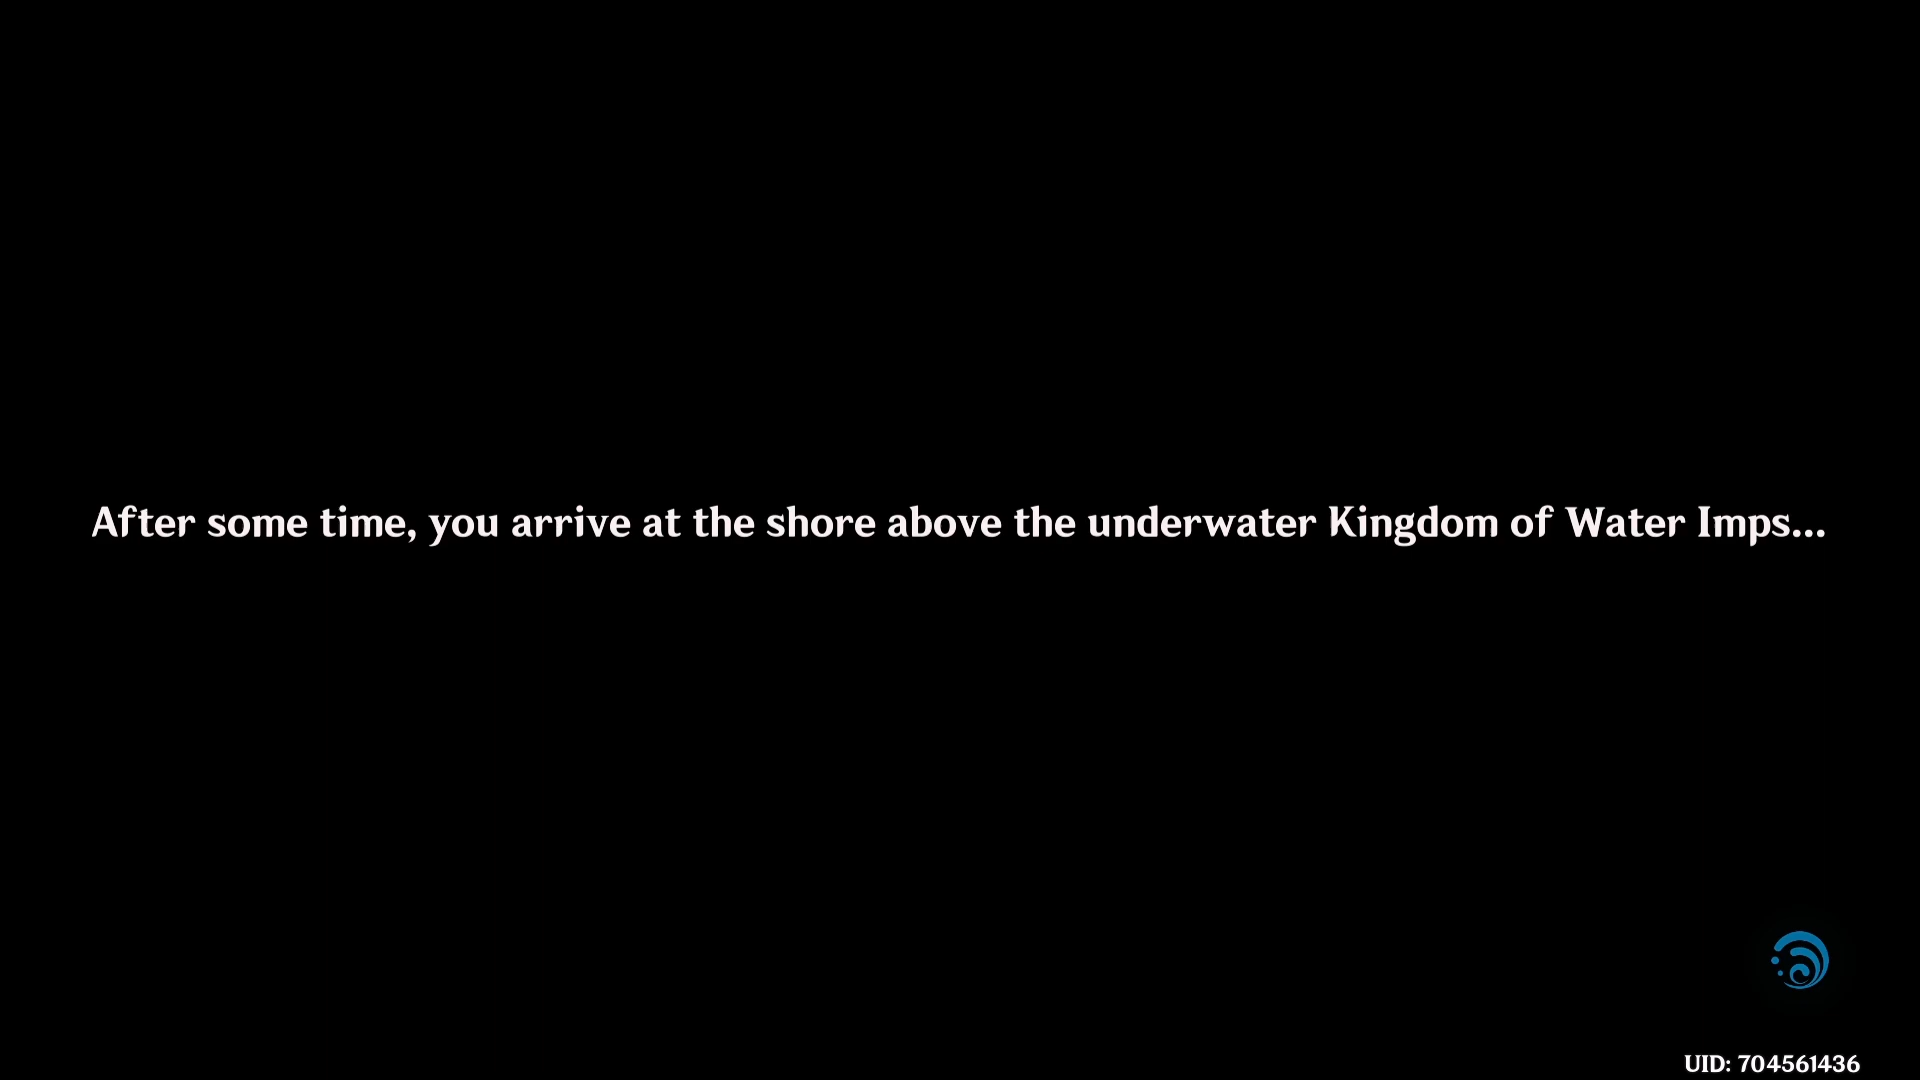 After some time, you arrive at the shore above the underwater Kingdom of Water Imps...
UID: 704561436